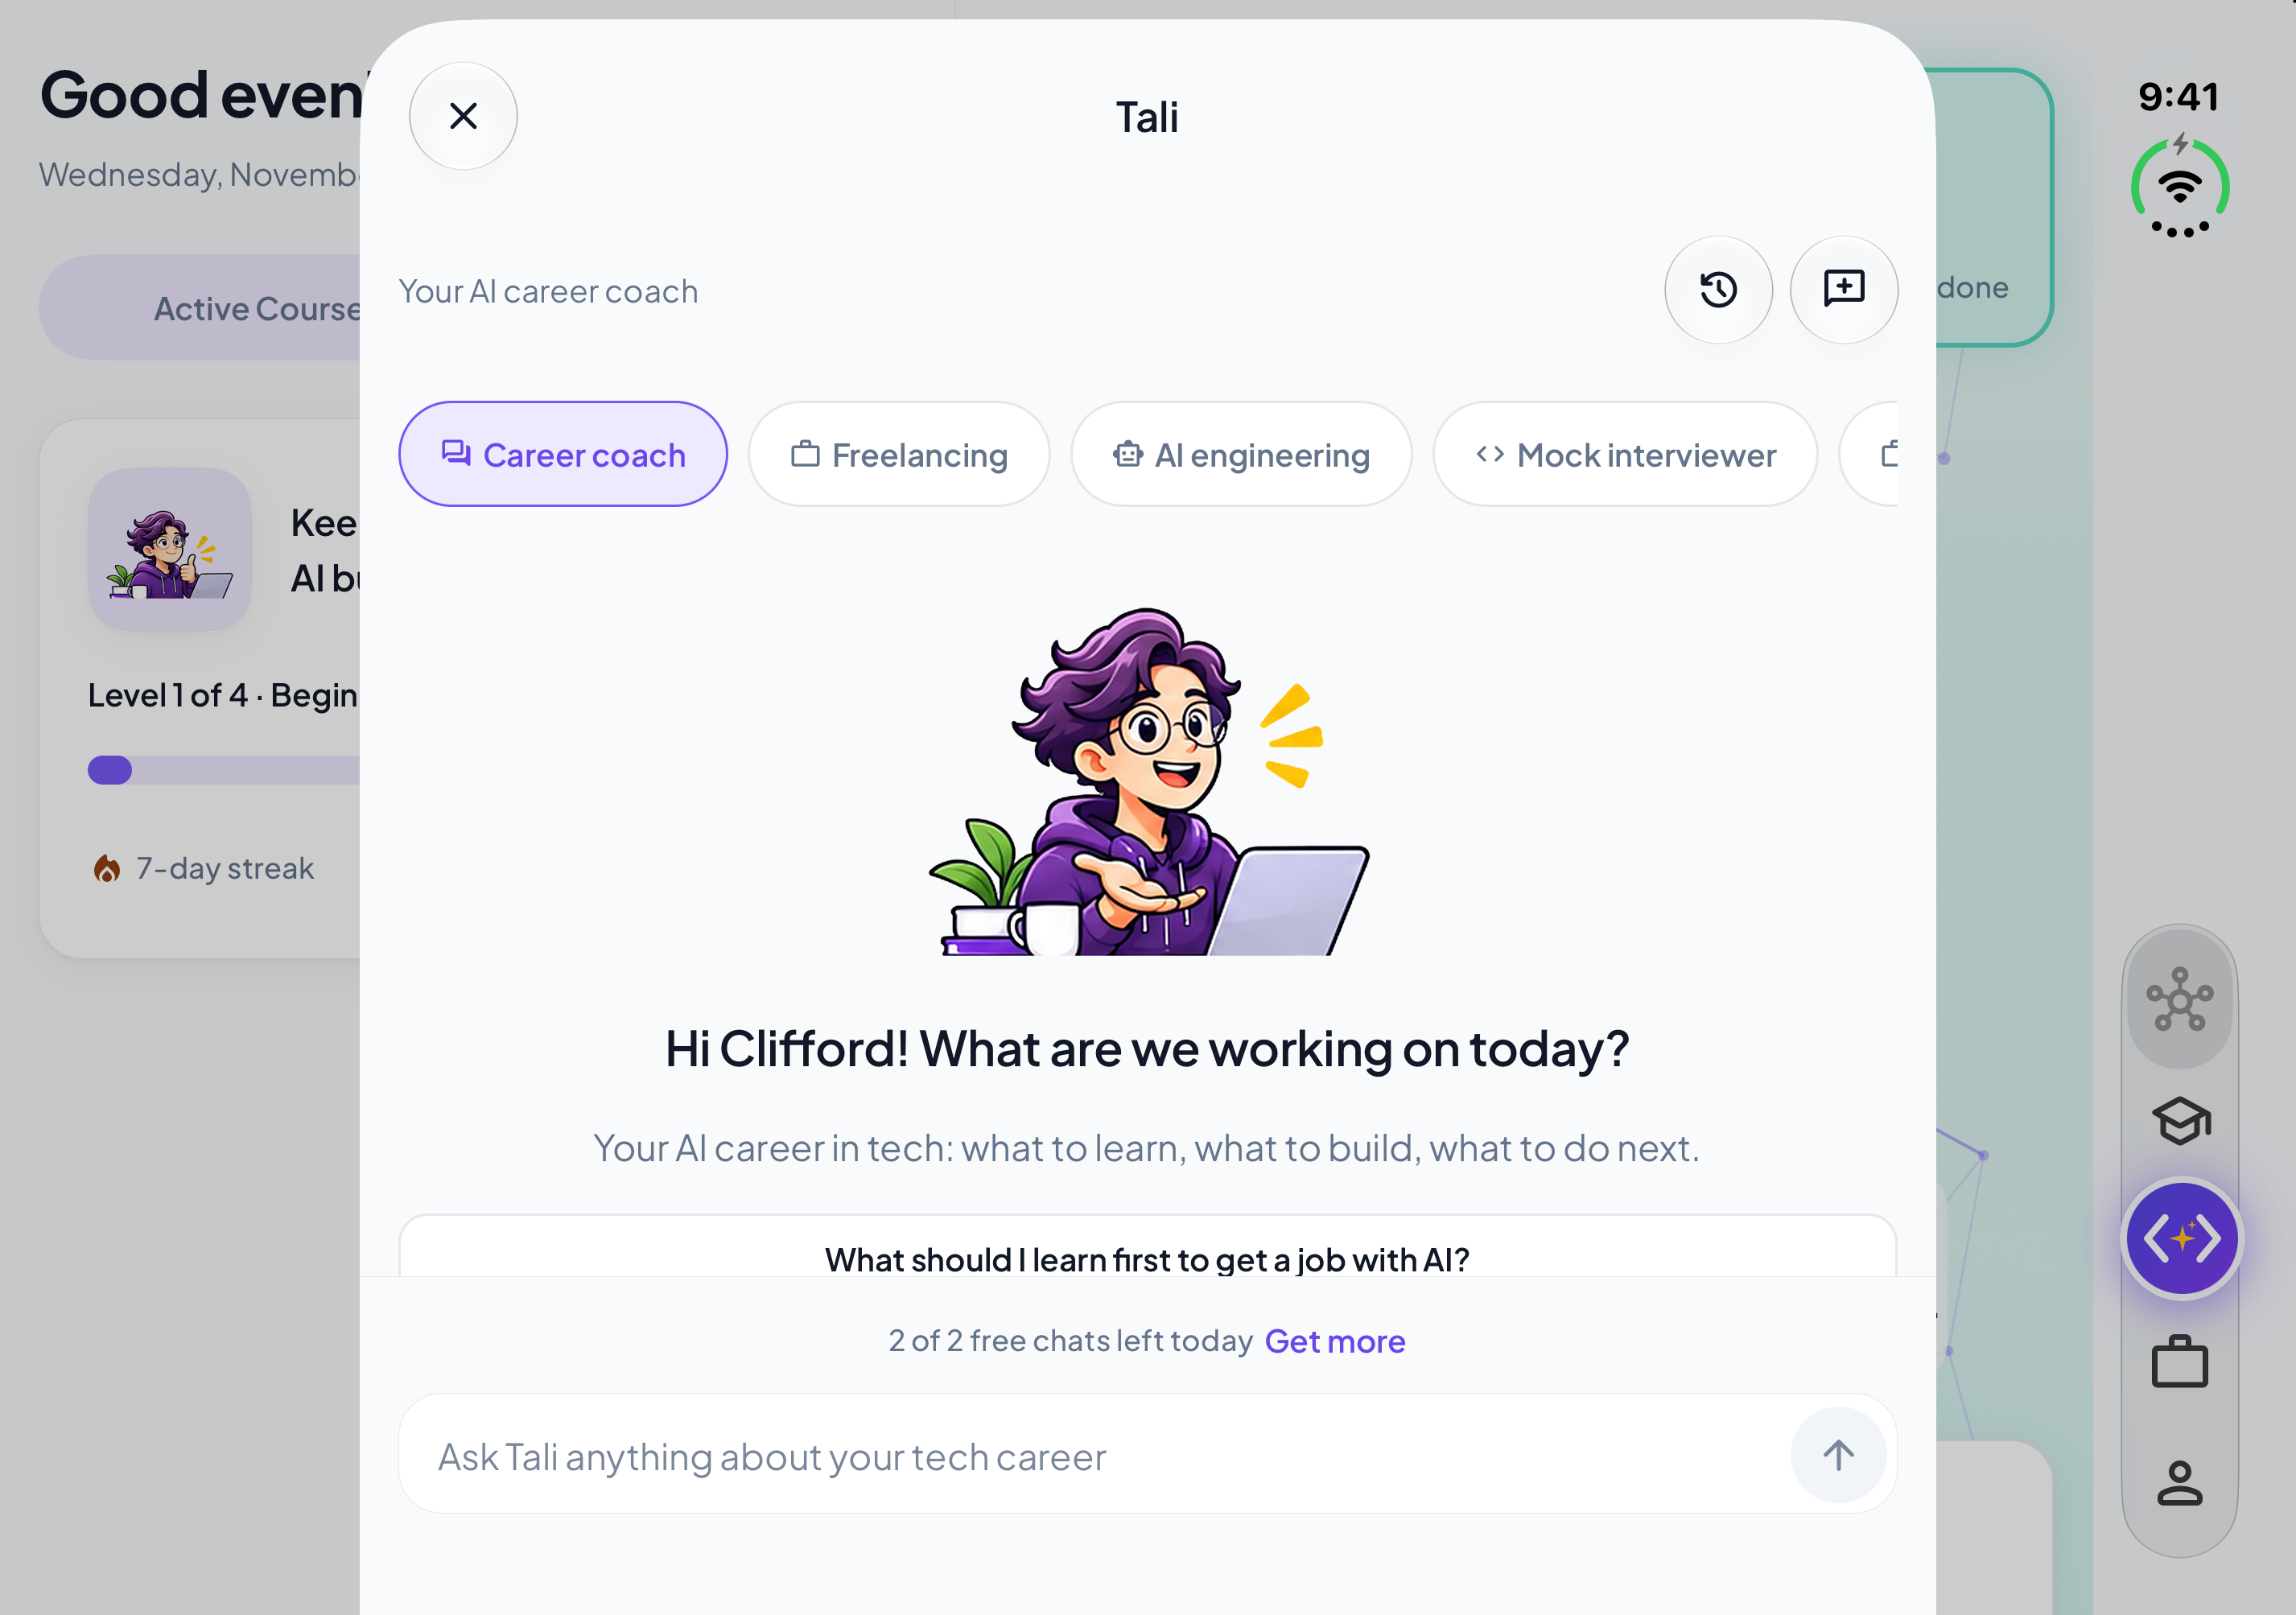 Good even
Wednesday, Novemb
Active Course
Kee
AI bu
Level 1 of 4 · Begin
7-day streak
Tali
Your AI career coach
Career coach
Freelancing
AI engineering
Mock interviewer
Hi Clifford! What are we working on today?
Your AI career in tech: what to learn, what to build, what to do next.
What should I learn first to get a job with AI?
2 of 2 free chats left today Get more
Ask Tali anything about your tech career
done
9:41